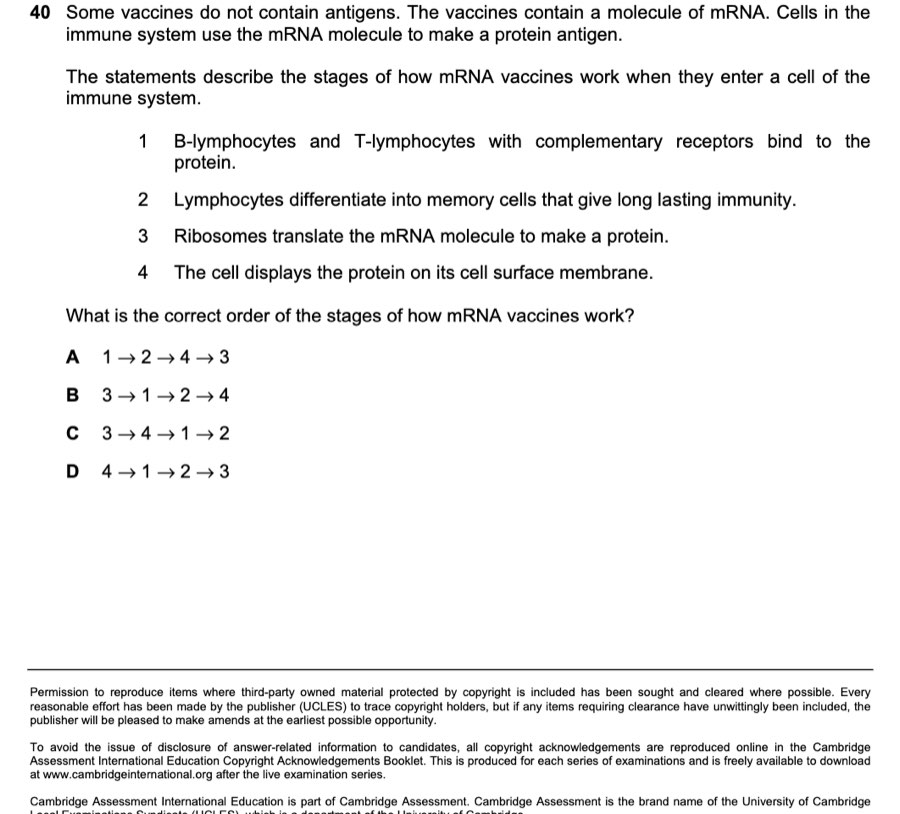 40 Some vaccines do not contain antigens. The vaccines contain a molecule of mRNA. Cells in the
immune system use the mRNA molecule to make a protein antigen.
The statements describe the stages of how mRNA vaccines work when they enter a cell of the
immune system.
1 B-lymphocytes and T-lymphocytes with complementary receptors bind to the
protein.
2 Lymphocytes differentiate into memory cells that give long lasting immunity.
3 Ribosomes translate the mRNA molecule to make a protein.
4 The cell displays the protein on its cell surface membrane.
What is the correct order of the stages of how mRNA vaccines work?
A 1 → 2 → 4 → 3
B 3 → 1 → 2 → 4
C 3 → 4 → 1 → 2
D 4 → 1 → 2 → 3
Permission to reproduce items where third-party owned material protected by copyright is included has been sought and cleared where possible. Every
reasonable effort has been made by the publisher (UCLES) to trace copyright holders, but if any items requiring clearance have unwittingly been included, the
publisher will be pleased to make amends at the earliest possible opportunity.
To avoid the issue of disclosure of answer-related information to candidates, all copyright acknowledgements are reproduced online in the Cambridge
Assessment International Education Copyright Acknowledgements Booklet. This is produced for each series of examinations and is freely available to download
at www.cambridgeinternational.org after the live examination series.
Cambridge Assessment International Education is part of Cambridge Assessment. Cambridge Assessment is the brand name of the University of Cambridge